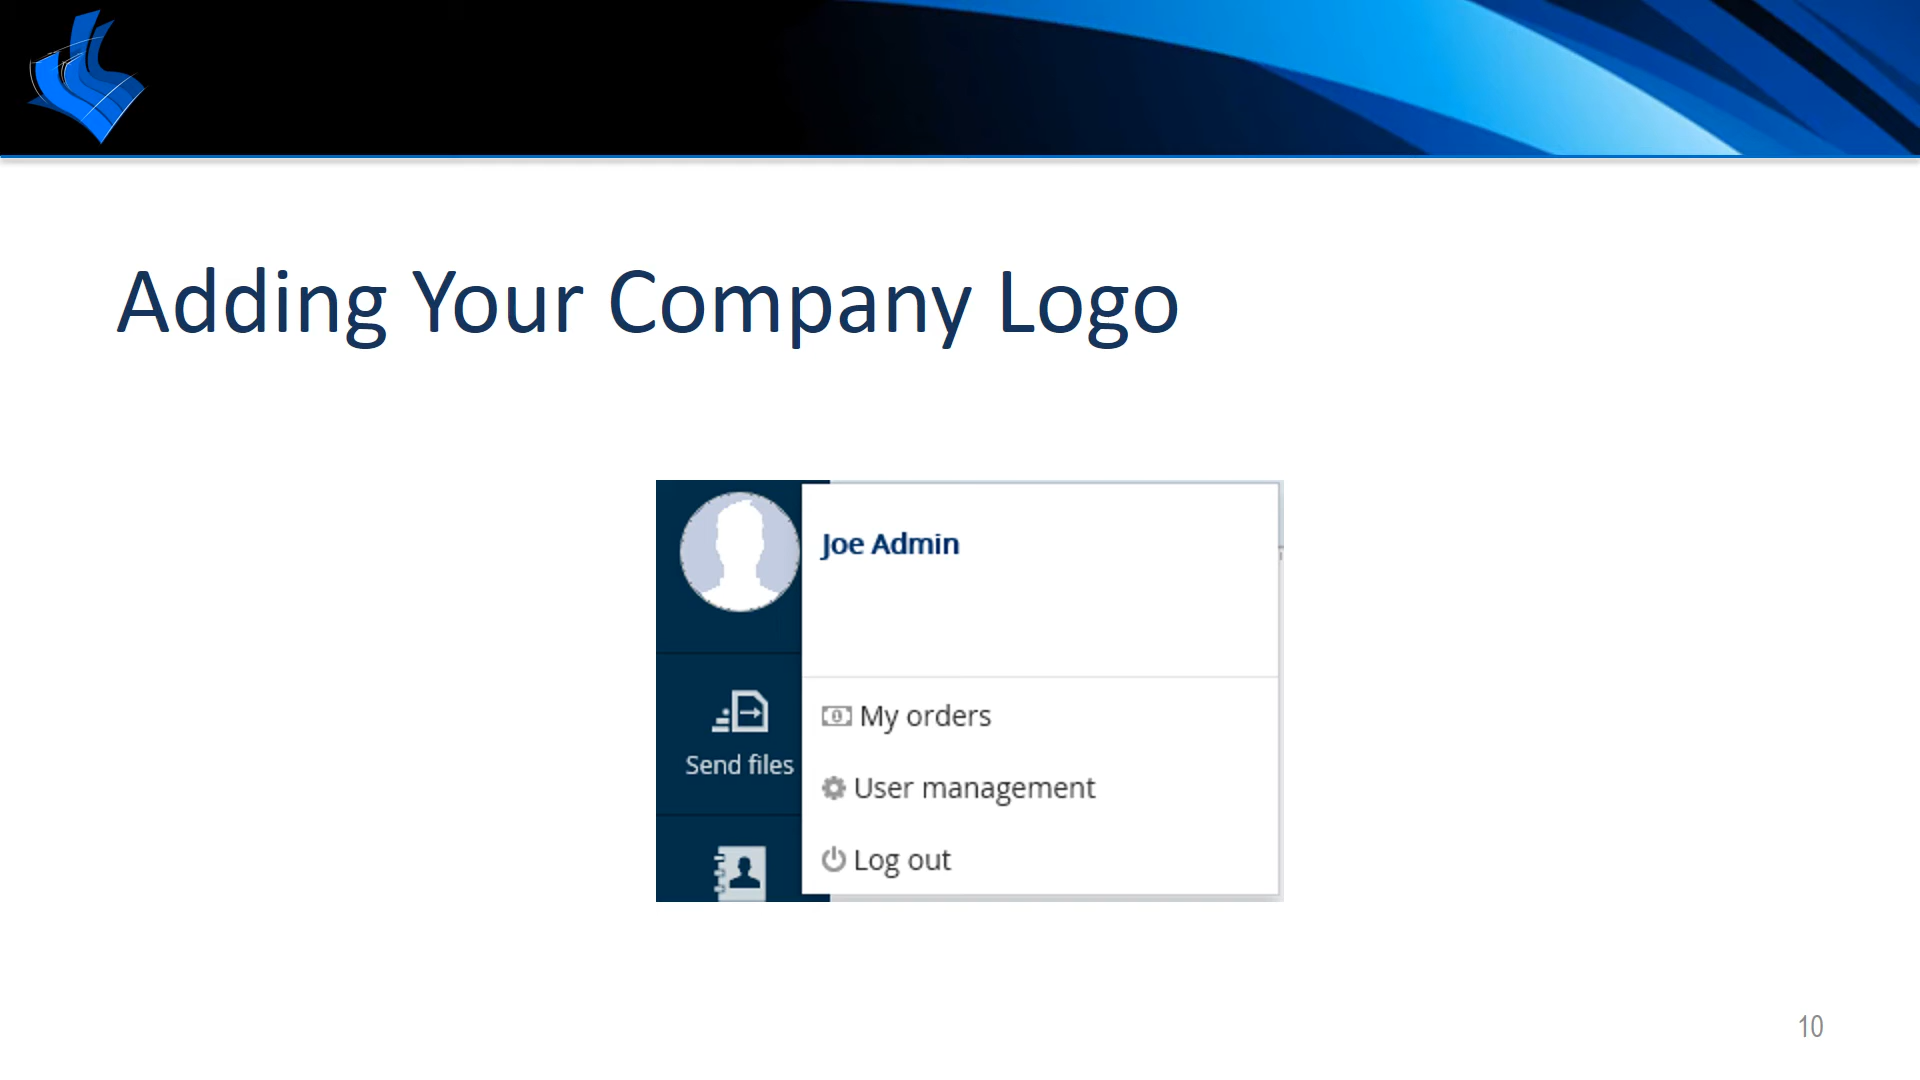 Adding Your Company Logo
Joe Admin
My orders
Send files
User management
Log out
10